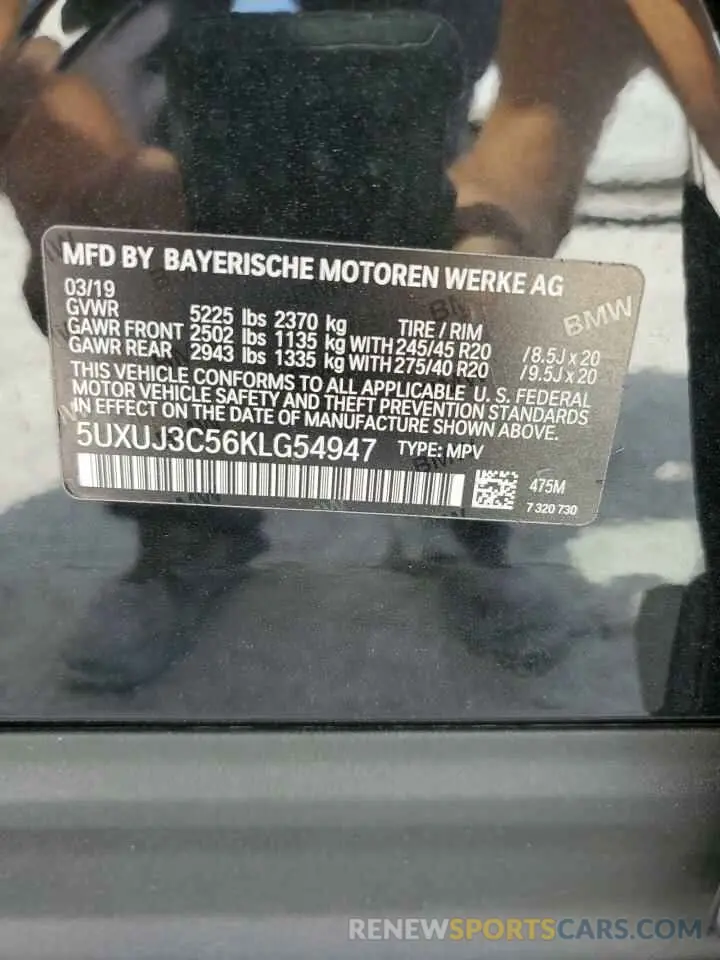 MFD BY BAYERISCHE MOTOREN WERKE AG
03/19
GVWR 5225 lbs 2370 kg TIRE / RIM
GAWR FRONT 2502 lbs 1135 kg WITH 245/45 R20 /8.5J x 20
GAWR REAR 2943 lbs 1335 kg WITH 275/40 R20 /9.5J x 20
THIS VEHICLE CONFORMS TO ALL APPLICABLE U. S. FEDERAL
MOTOR VEHICLE SAFETY AND THEFT PREVENTION STANDARDS
IN EFFECT ON THE DATE OF MANUFACTURE SHOWN ABOVE.
5UXUJ3C56KLG54947 TYPE: MPV
475M
7 320 730
BMW
RENEWSPORTSCARS.COM